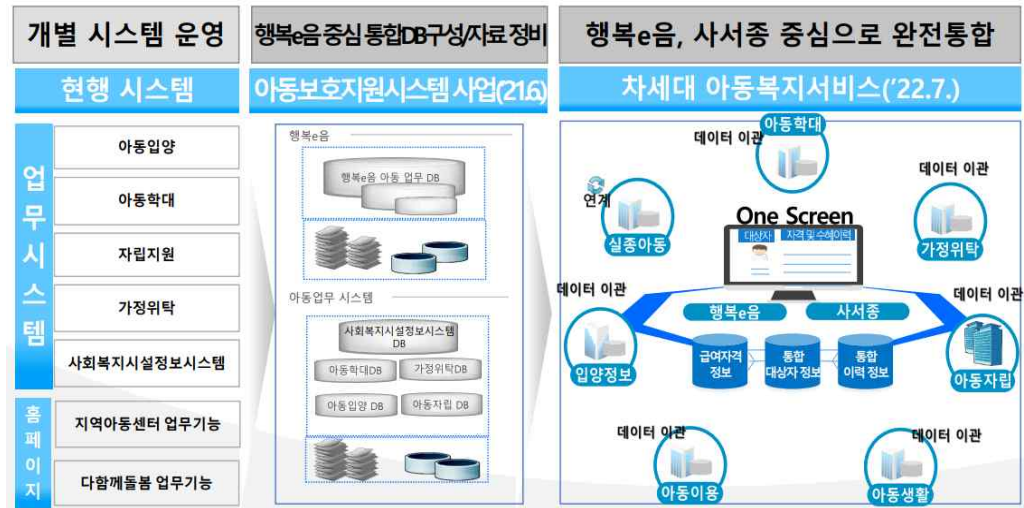 개별 시스템 운영
행복e음 중심 통합DB구성/자료 정비
행복e음, 사서종 중심으로 완전통합
현행 시스템
아동보호지원시스템 사업('21.6)
차세대 아동복지서비스('22.7.)
업무시스템
아동입양
아동학대
자립지원
가정위탁
사회복지시설정보시스템
홈페이지
지역아동센터 업무기능
다함께돌봄 업무기능
행복e음
행복e음 아동 업무 DB
아동업무 시스템
사회복지시설정보시스템
DB
아동학대DB
가정위탁DB
아동입양 DB
아동자립 DB
아동학대
데이터 이관
연계
실종아동
데이터 이관
가정위탁
One Screen
대상자
자격 및 수혜이력
데이터 이관
입양정보
데이터 이관
아동자립
행복e음
사서종
급여자격
정보
통합
대상자 정보
통합
이력 정보
데이터 이관
아동이용
데이터 이관
아동생활